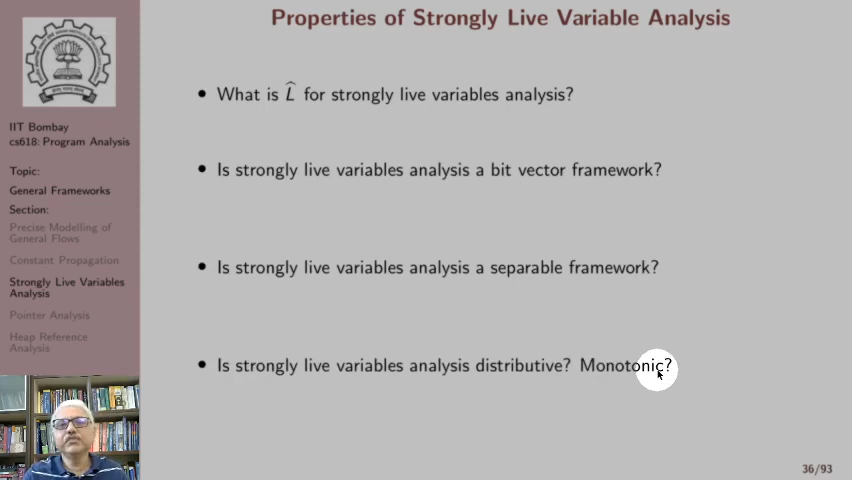 Properties of Strongly Live Variable Analysis
IIT Bombay
cs618: Program Analysis
Topic:
General Frameworks
Section:
Precise Modelling of
General Flows
Constant Propagation
Strongly Live Variables
Analysis
Pointer Analysis
Heap Reference
Analysis
• What is L̂ for strongly live variables analysis?
• Is strongly live variables analysis a bit vector framework?
• Is strongly live variables analysis a separable framework?
• Is strongly live variables analysis distributive? Monotonic?
36/93